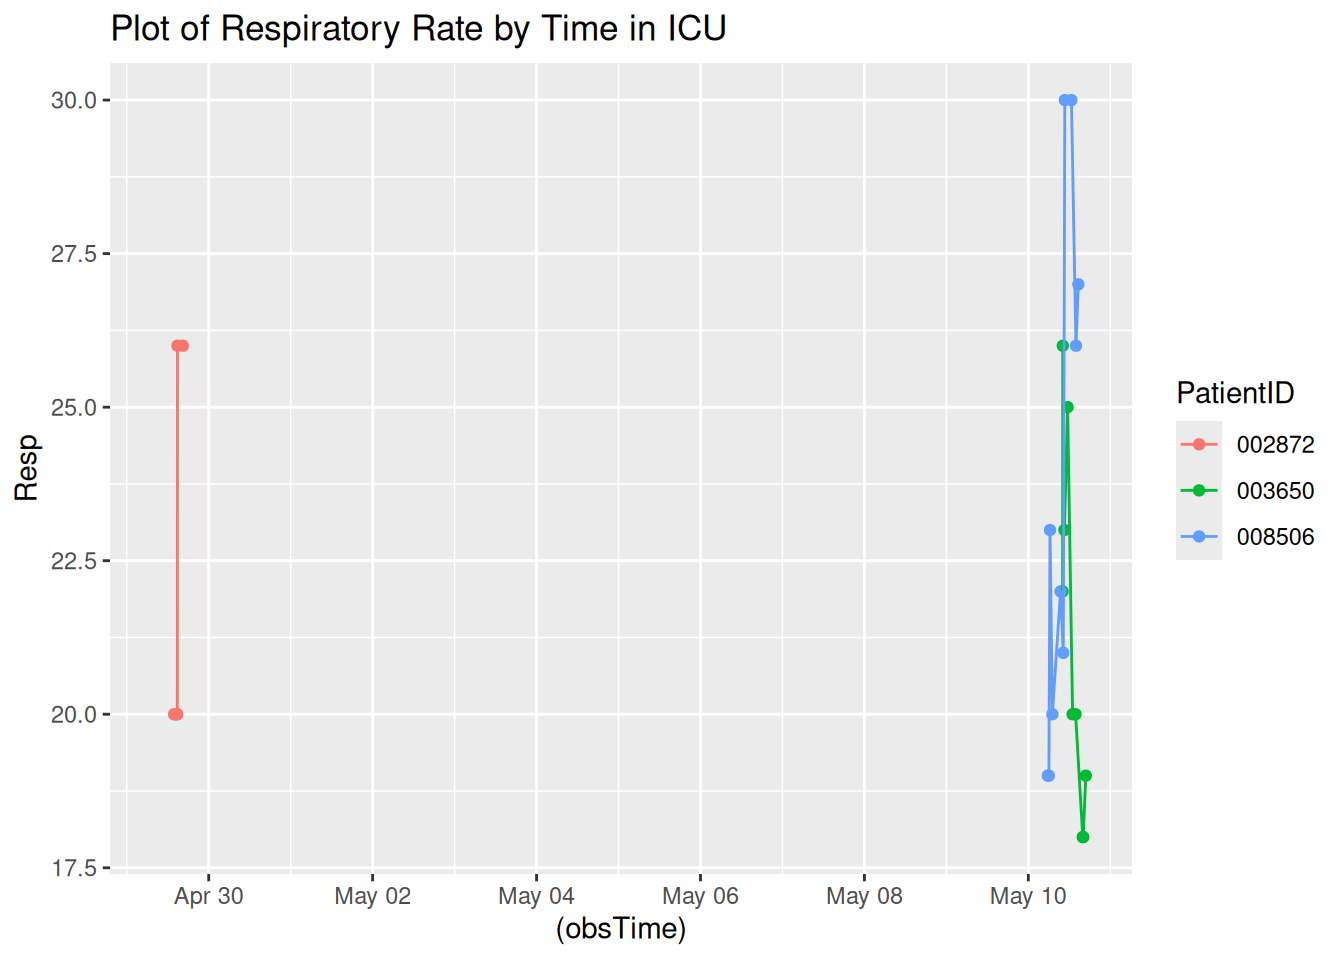 Plot of Respiratory Rate by Time in ICU
30.0
27.5
25.0
22.5
20.0
17.5
Resp
Apr 30
May 02
May 04
May 06
May 08
May 10
(obsTime)
PatientID
002872
003650
008506